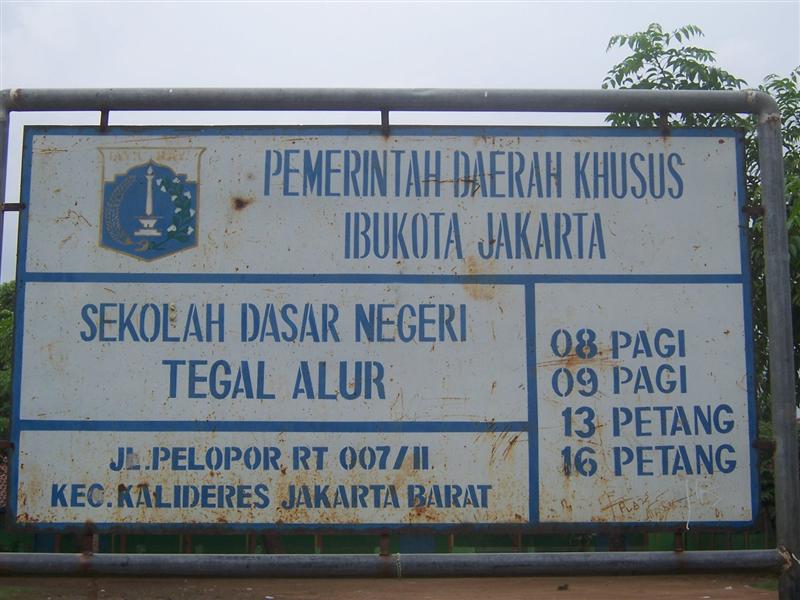 PEMERINTAH DAERAH KHUSUS
IBUKOTA JAKARTA
SEKOLAH DASAR NEGERI
TEGAL ALUR
08 PAGI
09 PAGI
13 PETANG
16 PETANG
JL.PELOPOR RT 007/11
KEC.KALIDERES JAKARTA BARAT